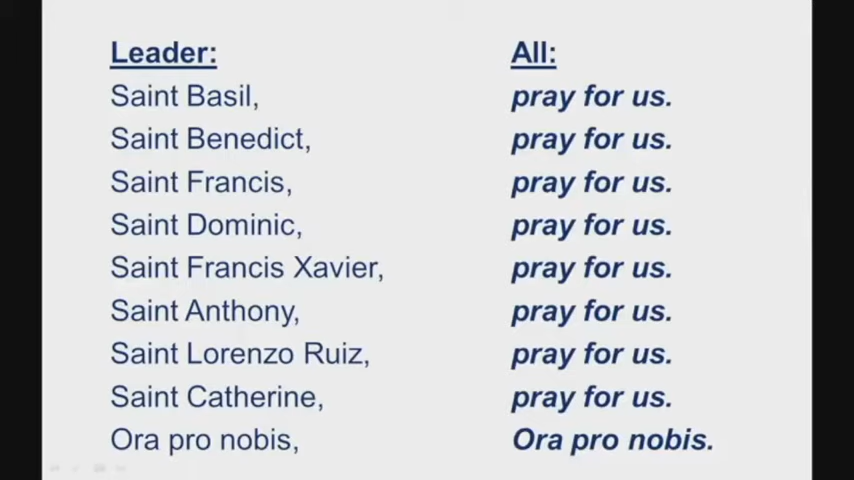 Leader: All:
Saint Basil, pray for us.
Saint Benedict, pray for us.
Saint Francis, pray for us.
Saint Dominic, pray for us.
Saint Francis Xavier, pray for us.
Saint Anthony, pray for us.
Saint Lorenzo Ruiz, pray for us.
Saint Catherine, pray for us.
Ora pro nobis, Ora pro nobis.